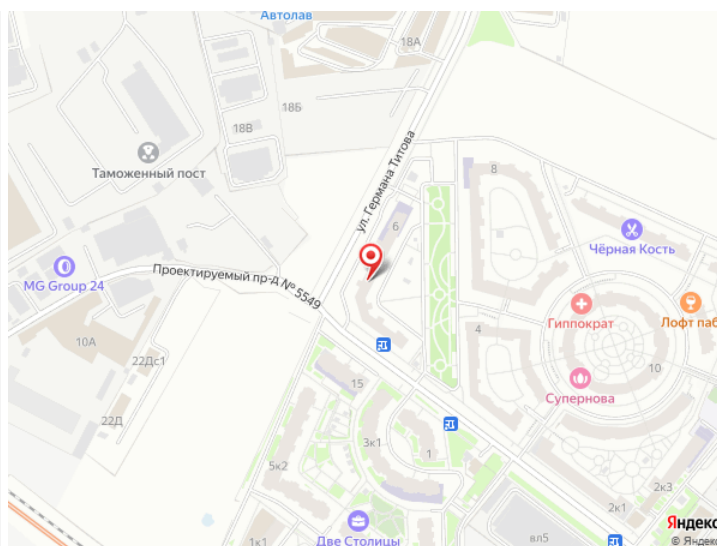 Автолав
18А
18Б
18В
ул. Германа Титова
Таможенный пост
8
6
Чёрная Кость
MG Group 24
Проектируемый пр-д № 5549
Гиппократ
Лофт паб
4
10А
22Дс1
10
15
Супернова
22Д
3к1
1
5к2
2к3
2к1
вл5
1к1
Две Столицы
Яндекс
© Яндекс